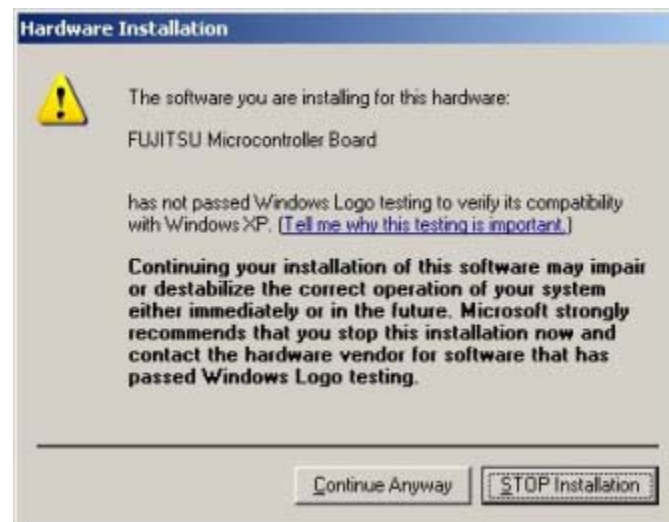 Hardware Installation
The software you are installing for this hardware:
FUJITSU Microcontroller Board
has not passed Windows Logo testing to verify its compatibility
with Windows XP. (Tell me why this testing is important.)
Continuing your installation of this software may impair
or destabilize the correct operation of your system
either immediately or in the future. Microsoft strongly
recommends that you stop this installation now and
contact the hardware vendor for software that has
passed Windows Logo testing.
Continue Anyway
STOP Installation